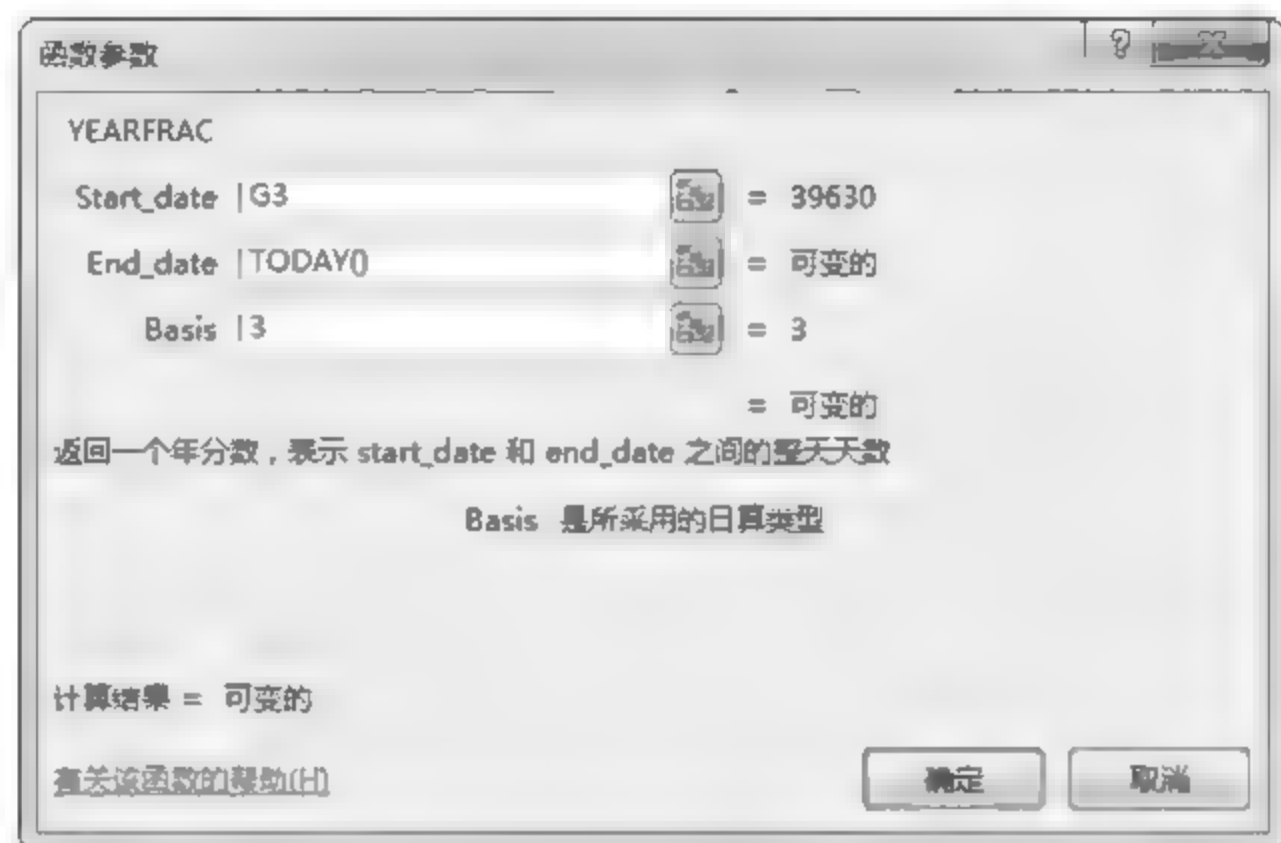 函数参数
YEARFRAC
Start_date G3 = 39630
End_date TODAY() = 可变的
Basis 3 = 3
= 可变的
返回一个年分数，表示 start_date 和 end_date 之间的整天天数
Basis 是所采用的日算类型
计算结果 = 可变的
有关该函数的帮助(H)
确定 取消